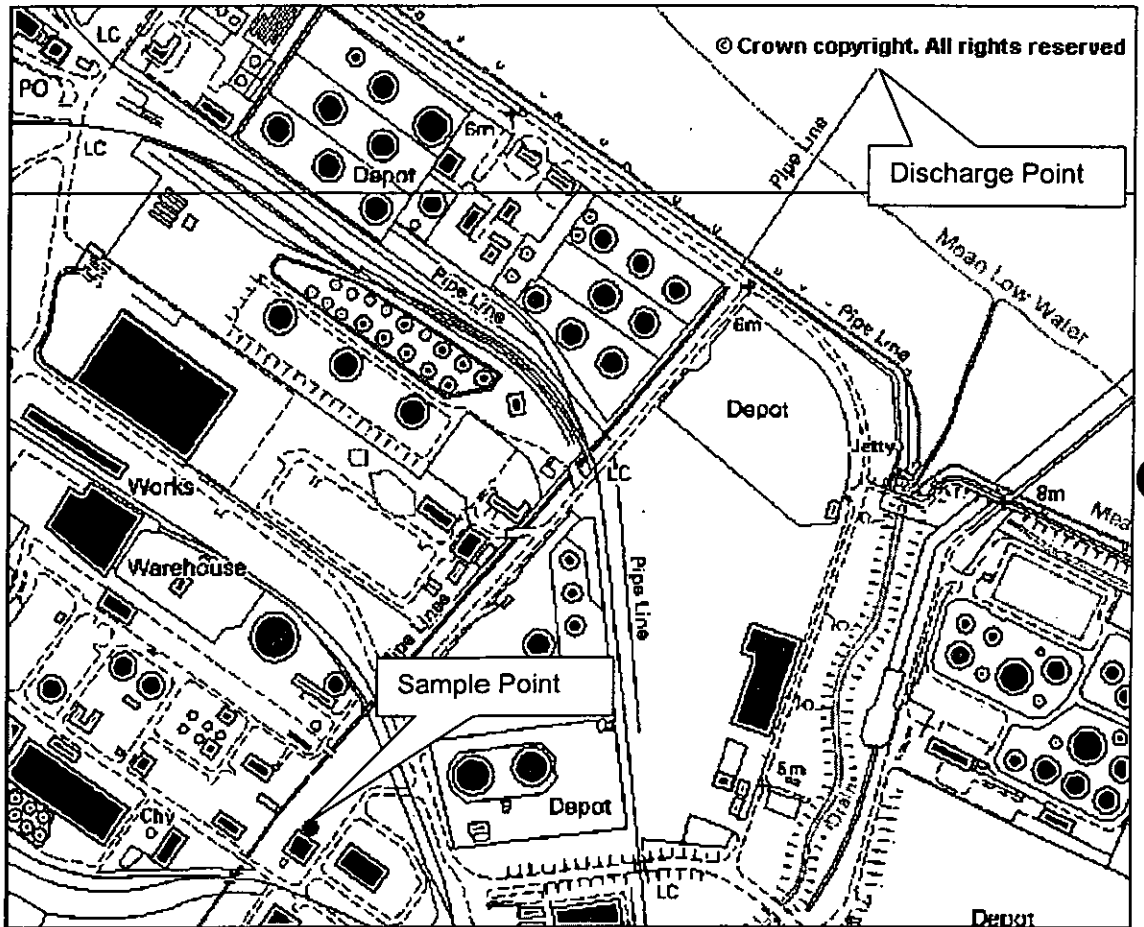 LC
© Crown copyright. All rights reserved
PO
6m
LC
Pipe Line
Discharge Point
Depot
Mean Low Water
Pipe Line
6m
Pipe Line
Depot
Jetty
LC
8m
Mea
Works
Warehouse
Pipe Line
Pipe Lines
Sample Point
5m
Drain
Depot
Chy
LC
Depot